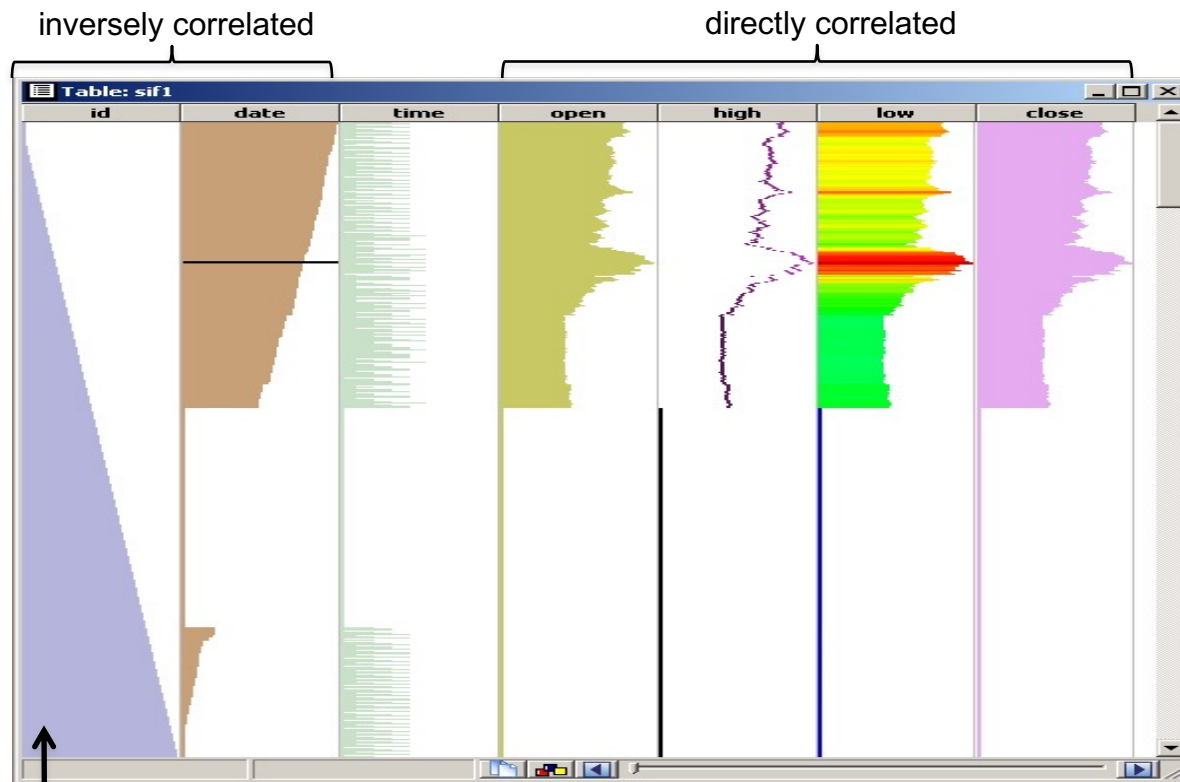 inversely correlated
directly correlated
Table: sif1
id date time open high low close